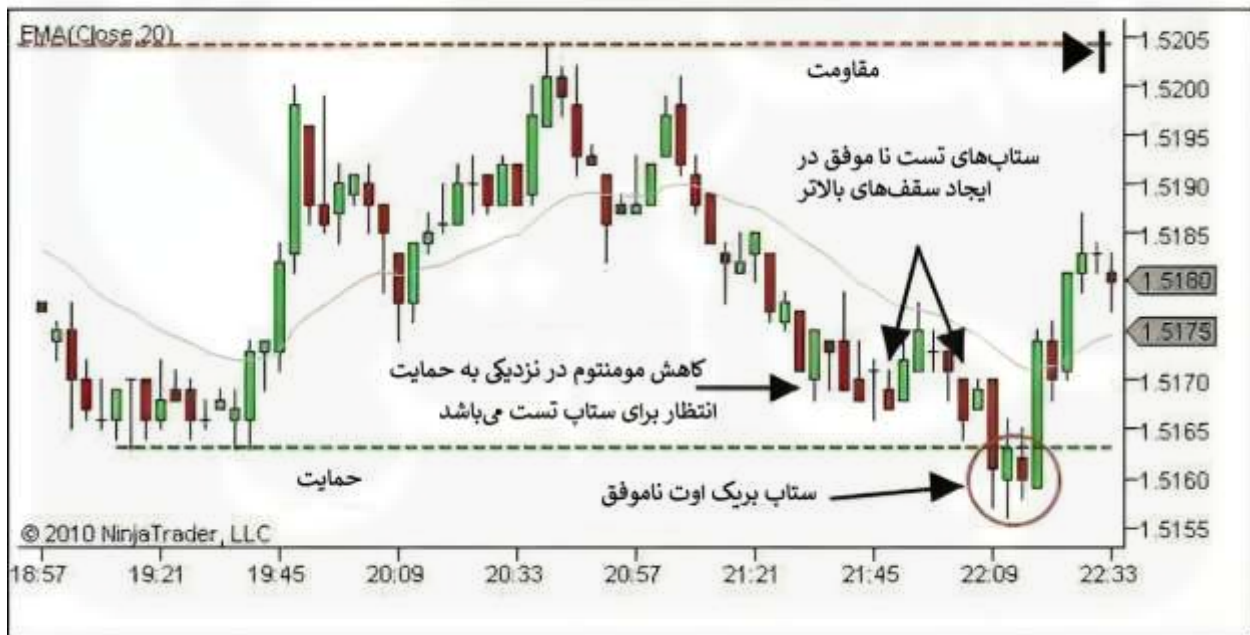 EMA(Close,20)
مقاومت
ستاپ‌های تست نا موفق در
ایجاد سقف‌های بالاتر
کاهش مومنتوم در نزدیکی به حمایت
انتظار برای ستاپ تست می‌باشد
حمایت
ستاپ بریک اوت ناموفق
© 2010 NinjaTrader, LLC
1.5205
1.5200
1.5195
1.5190
1.5185
1.5180
1.5175
1.5170
1.5165
1.5160
1.5155
18:57 19:21 19:45 20:09 20:33 20:57 21:21 21:45 22:09 22:33